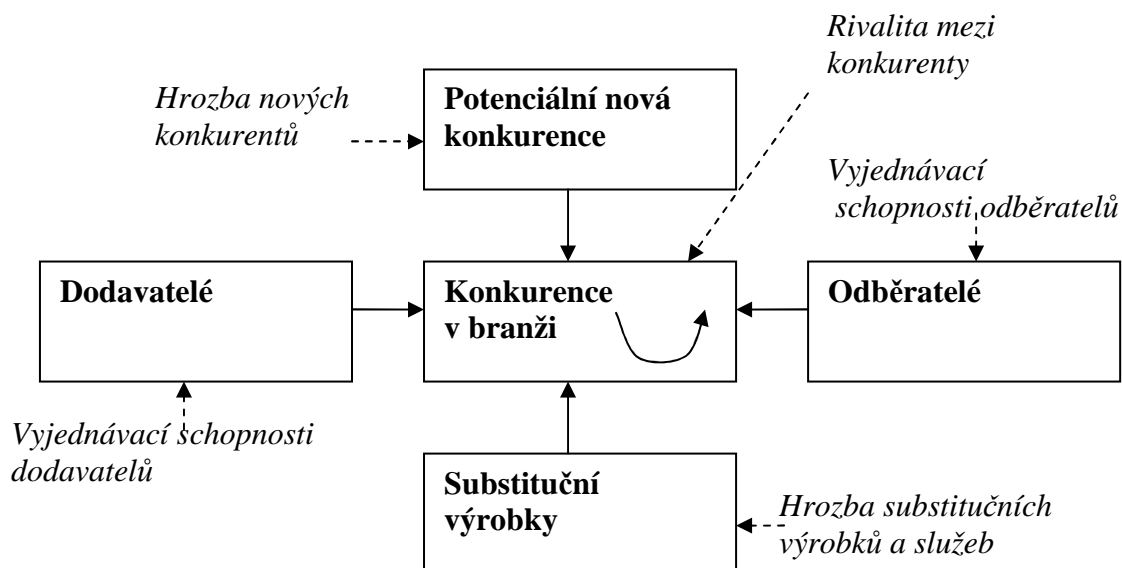 Rivalita mezi
konkurenty
Hrozba nových
konkurentů
Potenciální nová
konkurence
Vyjednávací
schopnosti odběratelů
Dodavatelé
Konkurence
v branži
Odběratelé
Vyjednávací schopnosti
dodavatelů
Substituční
výrobky
Hrozba substitučních
výrobků a služeb